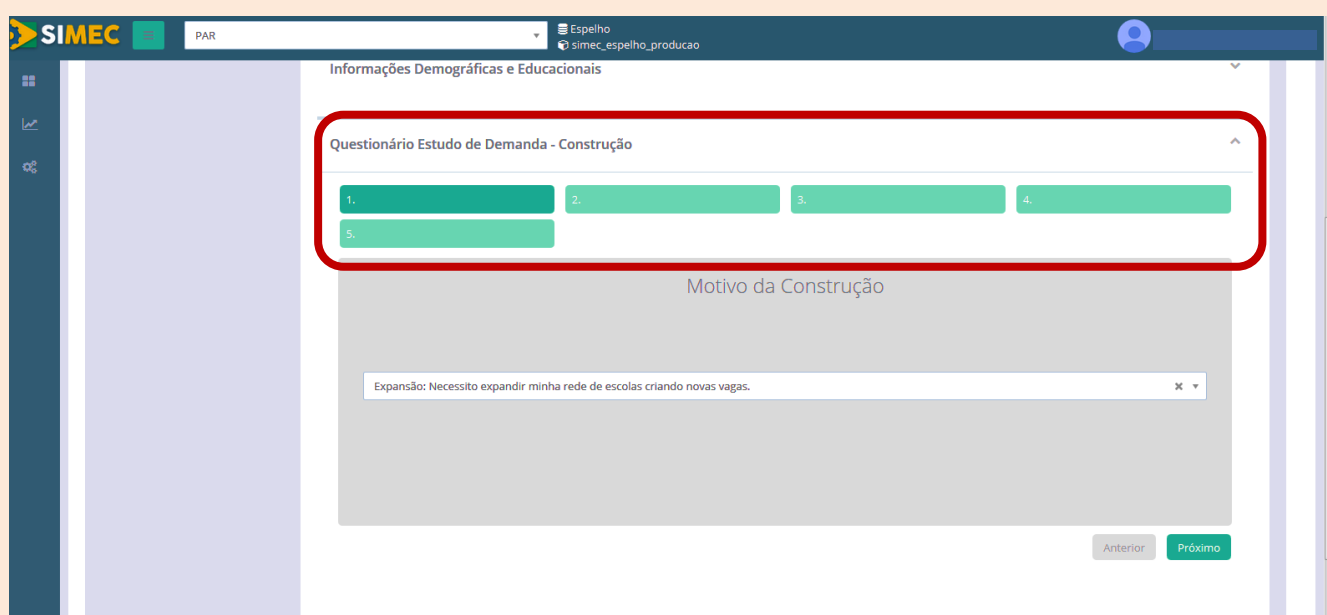 SIMEC
PAR
Espelho
simec_espelho_producao
Informações Demográficas e Educacionais
Questionário Estudo de Demanda - Construção
1.
2.
3.
4.
5.
Motivo da Construção
Expansão: Necessito expandir minha rede de escolas criando novas vagas.
Anterior
Próximo